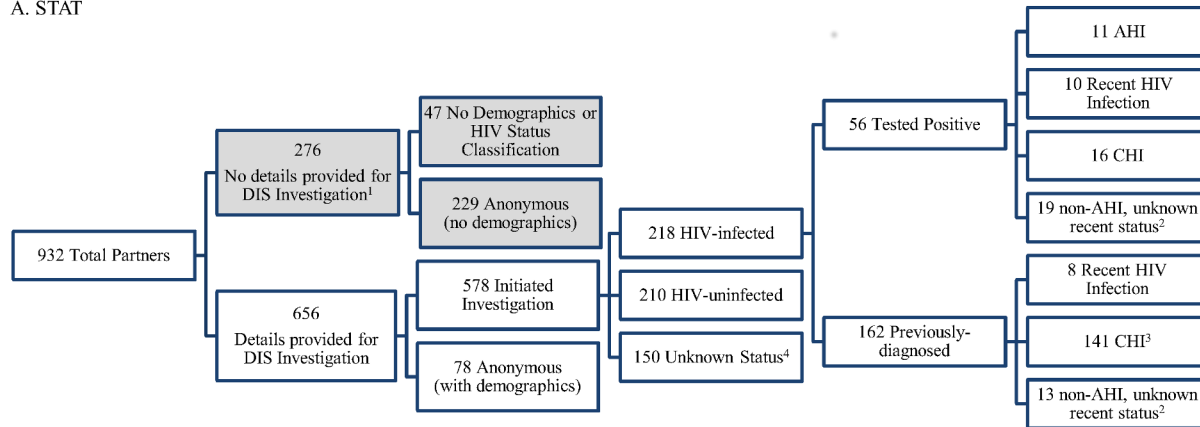 A. STAT
932 Total Partners
276
No details provided for
DIS Investigation¹
656
Details provided for
DIS Investigation
47 No Demographics or
HIV Status
Classification
229 Anonymous
(no demographics)
578 Initiated
Investigation
78 Anonymous
(with demographics)
218 HIV-infected
210 HIV-uninfected
150 Unknown Status⁴
56 Tested Positive
162 Previously-
diagnosed
11 AHI
10 Recent HIV
Infection
16 CHI
19 non-AHI, unknown
recent status²
8 Recent HIV
Infection
141 CHI³
13 non-AHI, unknown
recent status²